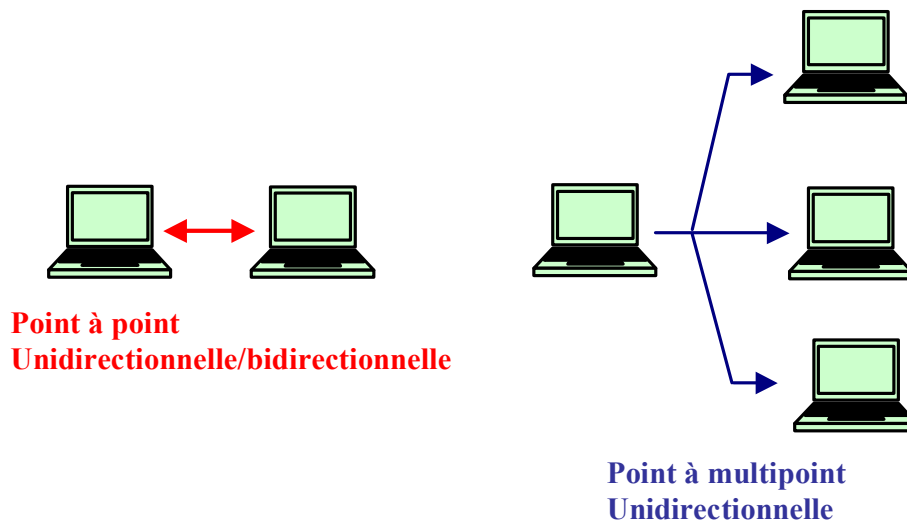 Point à point
Unidirectionnelle/bidirectionnelle
Point à multipoint
Unidirectionnelle